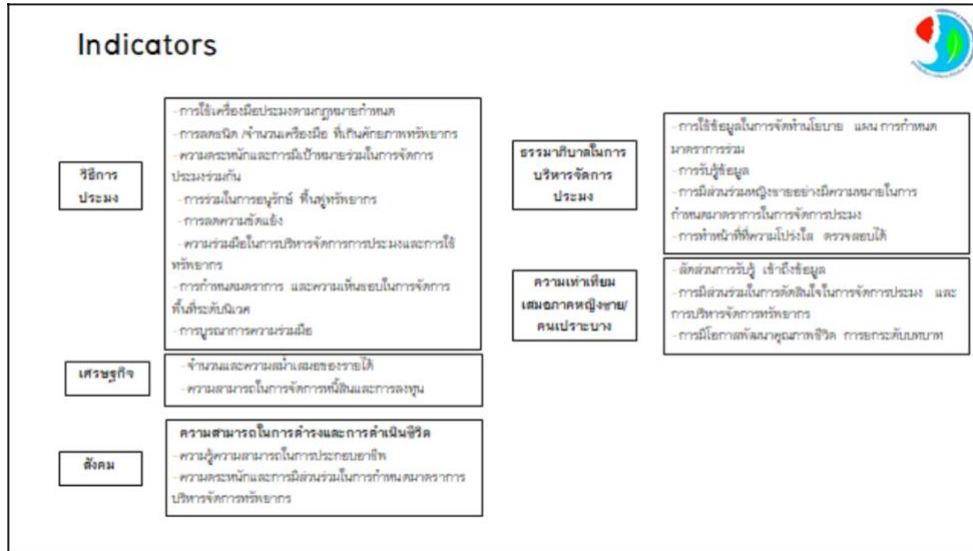 Indicators
วิธีการ
ประมง
-การใช้เครื่องมือประมงตามกฎหมายกำหนด
-การลดชนิด /จำนวนเครื่องมือ ที่เกินศักยภาพทรัพยากร
-ความตระหนักและการมีเป้าหมายร่วมในการจัดการ
ประมงร่วมกัน
-การร่วมในการอนุรักษ์ ฟื้นฟูทรัพยากร
-การลดความขัดแย้ง
-ความร่วมมือในการบริหารจัดการการประมงและการใช้
ทรัพยากร
-การกำหนดมตราการ และความเห็นชอบในการจัดการ
พื้นที่ระดับนิเวศ
-การบูรณาการความร่วมมือ
เศรษฐกิจ
-จำนวนและความสม่ำเสมอของรายได้
-ความสามารถในการจัดการหนี้สินและการลงทุน
สังคม
ความสามารถในการดำรงและการดำเนินชีวิต
-ความรู้ความสามารถในการประกอบอาชีพ
-ความตระหนักและการมีส่วนร่วมในการกำหนดมาตราการ
บริหารจัดการทรัพยากร
ธรรมาภิบาลในการ
บริหารจัดการ
ประมง
-การใช้ข้อมูลในการจัดทำนโยบาย แผน การกำหนด
มาตราการร่วม
-การรับรู้ข้อมูล
-การมีส่วนร่วมหญิงชายอย่างมีความหมายในการ
กำหนดมาตราการในการจัดการประมง
-การทำหน้าที่ที่ความโปร่งใส ตรวจสอบได้
ความเท่าเทียม
เสมอภาคหญิงชาย/
คนเปราะบาง
-สัดส่วนการรับรู้ เข้าถึงข้อมูล
-การมีส่วนร่วมในการตัดสินใจในการจัดการประมง และ
การบริหารจัดการทรัพยากร
-การมีโอกาสพัฒนาคุณภาพชีวิต การยกระดับบทบาท